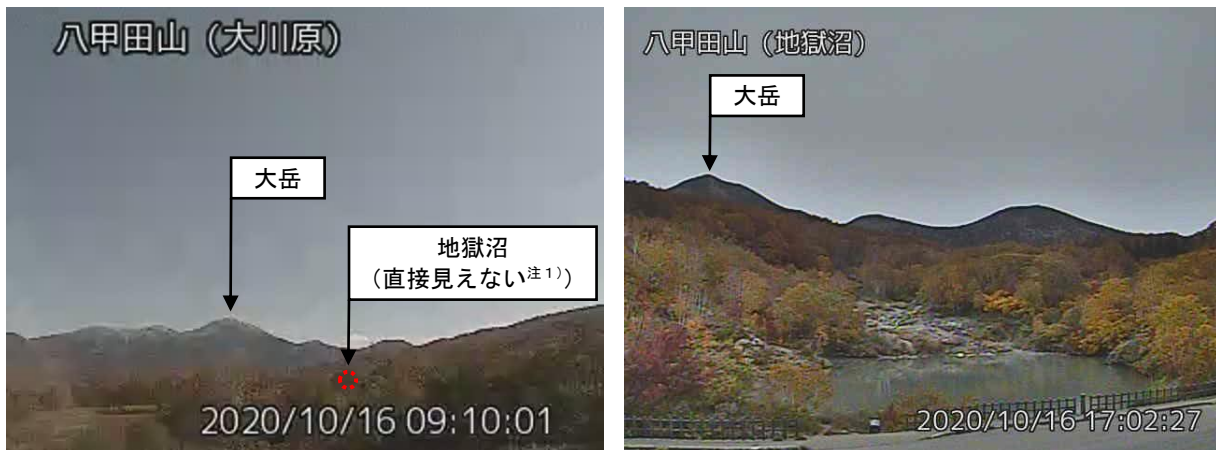 八甲田山（大川原）
大岳
地獄沼
（直接見えない注１））
2020/10/16 09:10:01
八甲田山（地獄沼）
大岳
2020/10/16 17:02:27